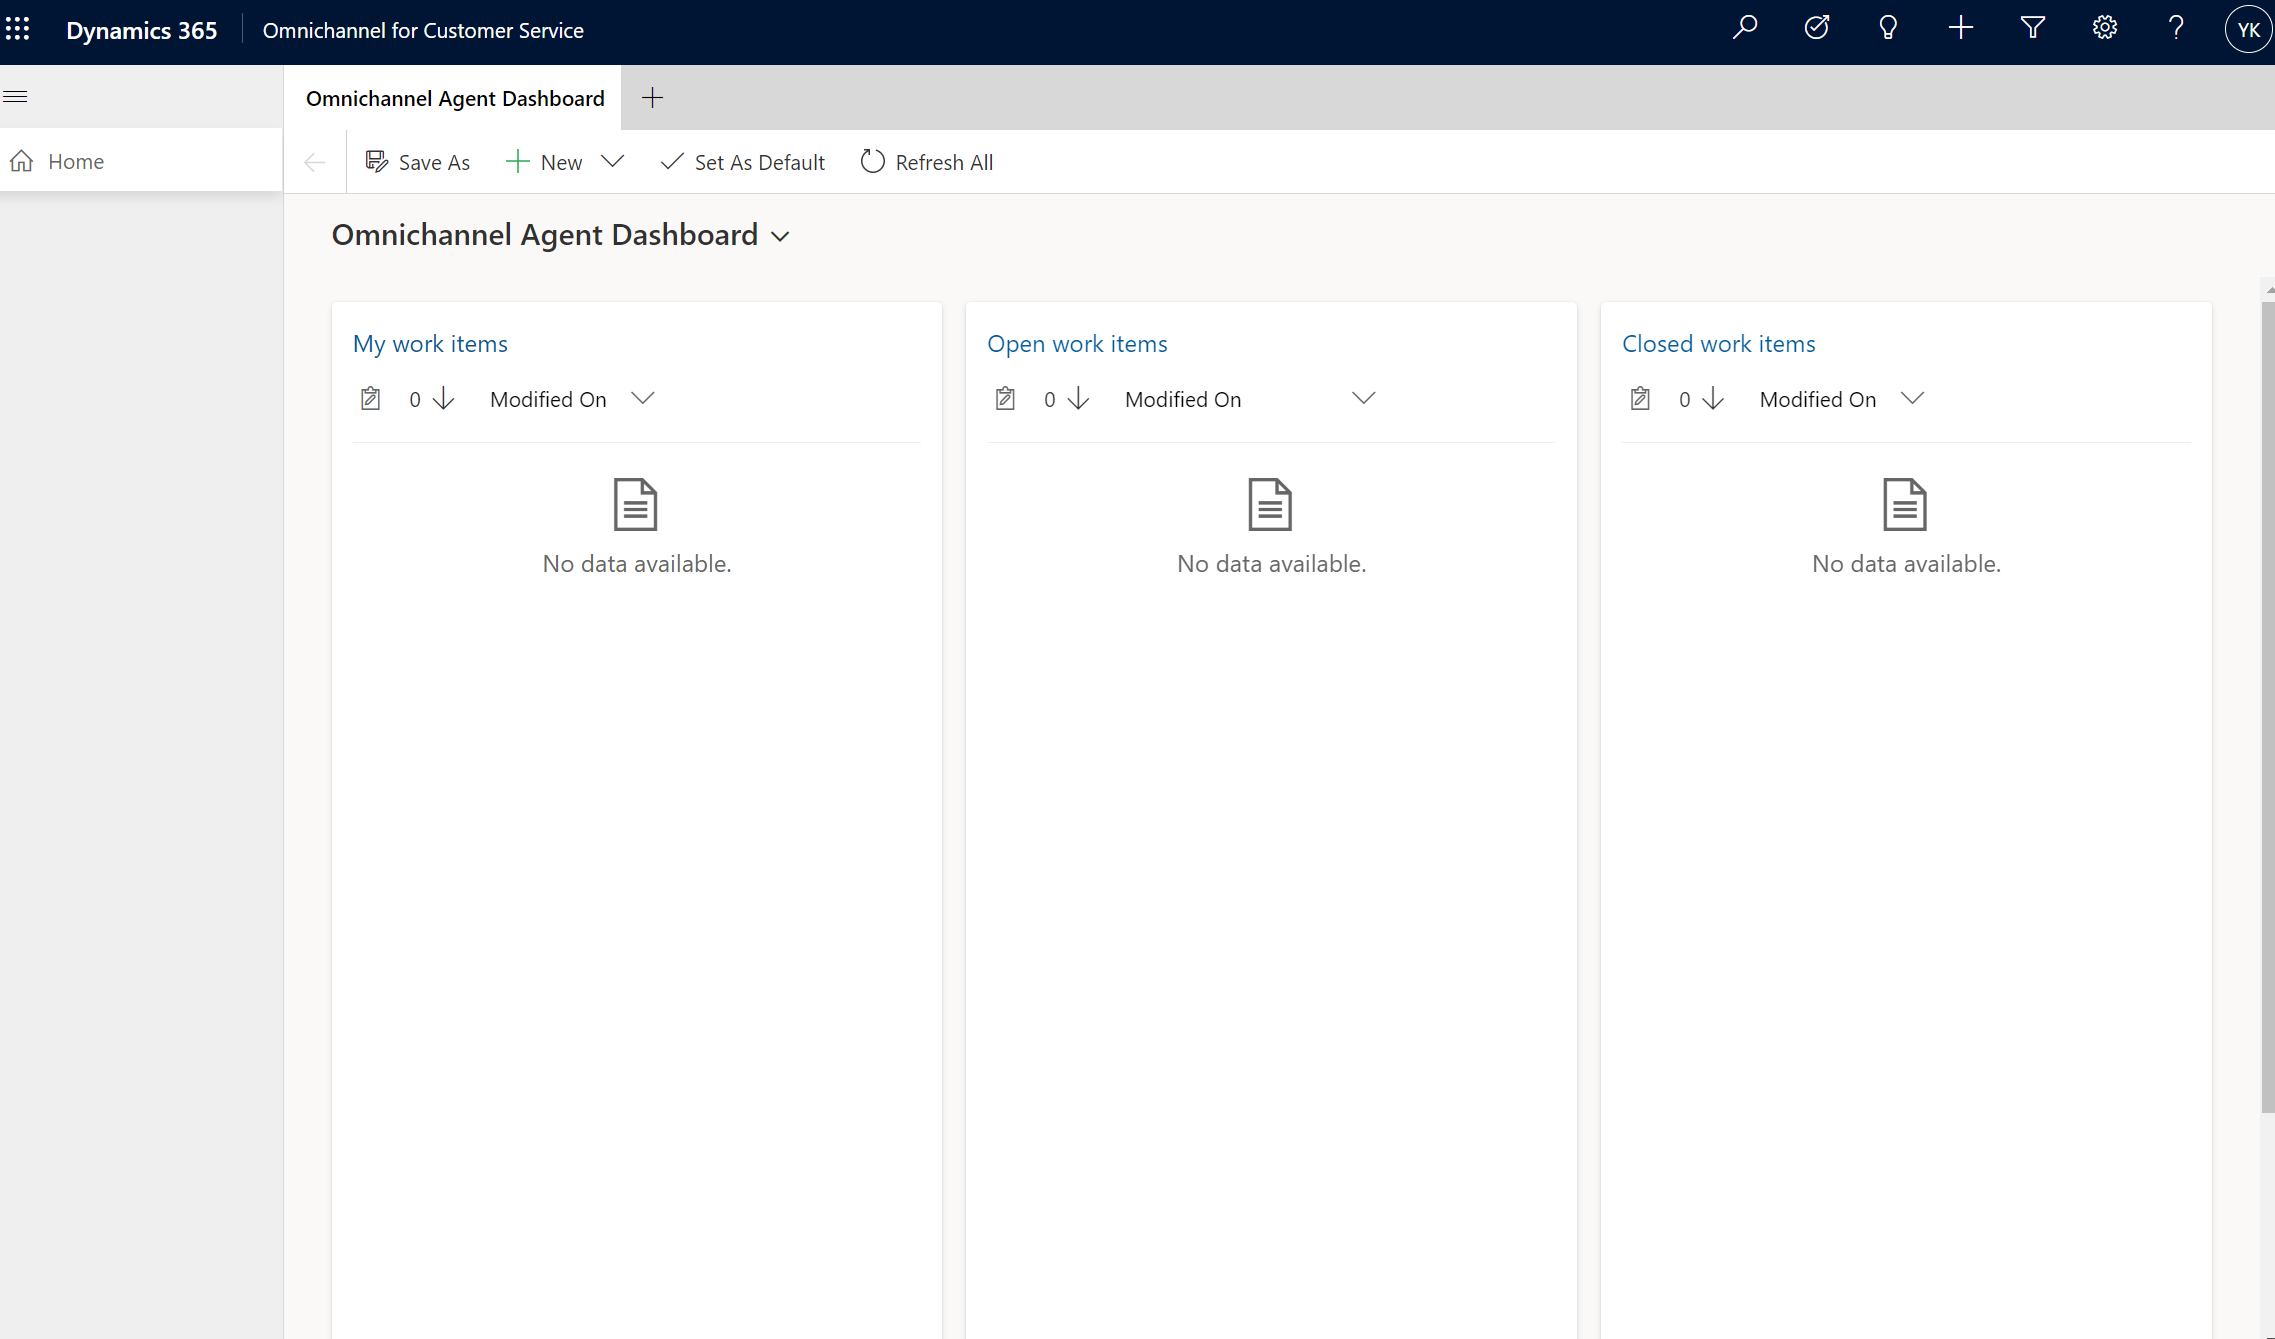 Dynamics 365 Omnichannel for Customer Service YK
Omnichannel Agent Dashboard
Home
Save As New Set As Default Refresh All
Omnichannel Agent Dashboard
My work items
0 Modified On
No data available.
Open work items
0 Modified On
No data available.
Closed work items
0 Modified On
No data available.